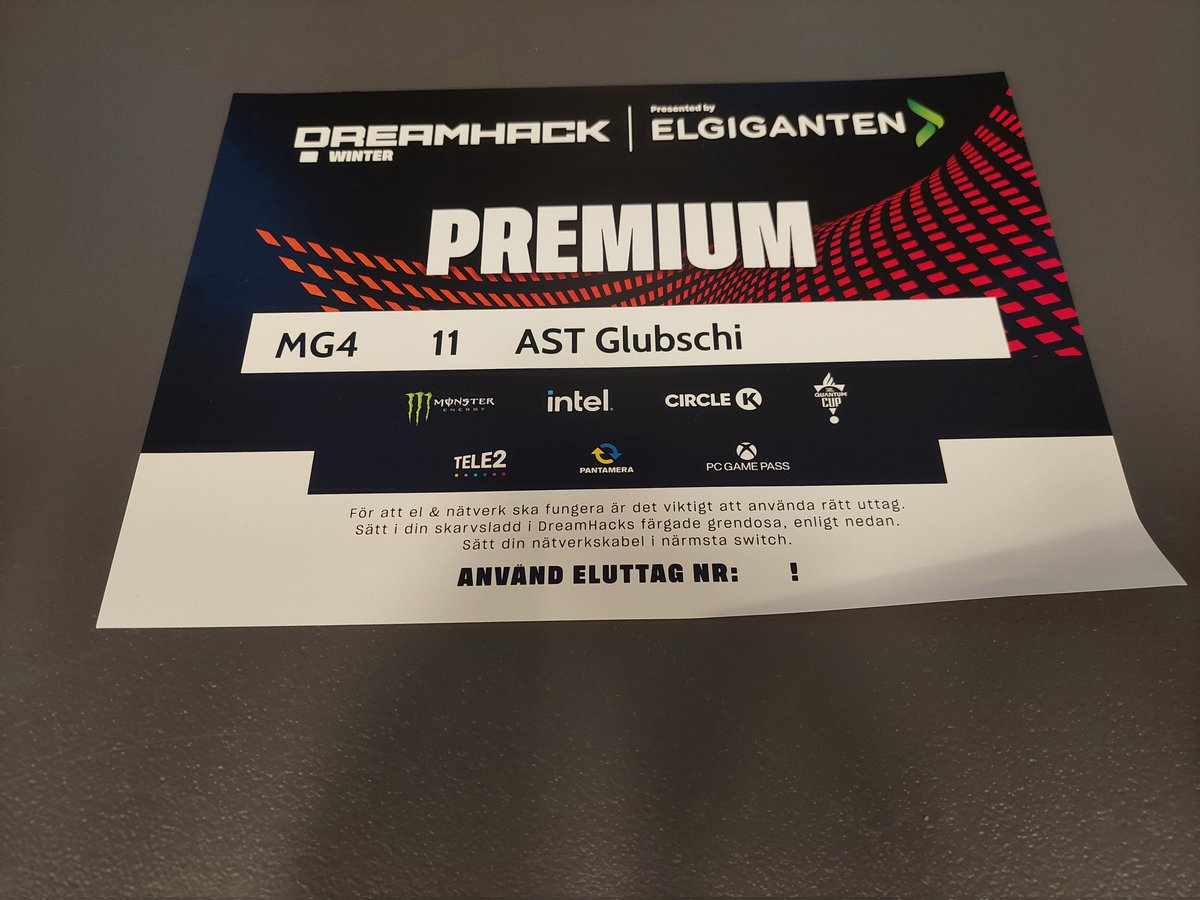 DREAMHACK
WINTER
Presented by
ELGIGANTEN
PREMIUM
MG4 11 AST Glubschi
MONSTER
ENERGY
intel.
CIRCLE K
QUANTUM
CUP
TELE2
PANTAMERA
PC GAME PASS
För att el & nätverk ska fungera är det viktigt att använda rätt uttag.
Sätt i din skarvsladd i DreamHacks färgade grendosa, enligt nedan.
Sätt din nätverkskabel i närmsta switch.
ANVÄND ELUTTAG NR: !